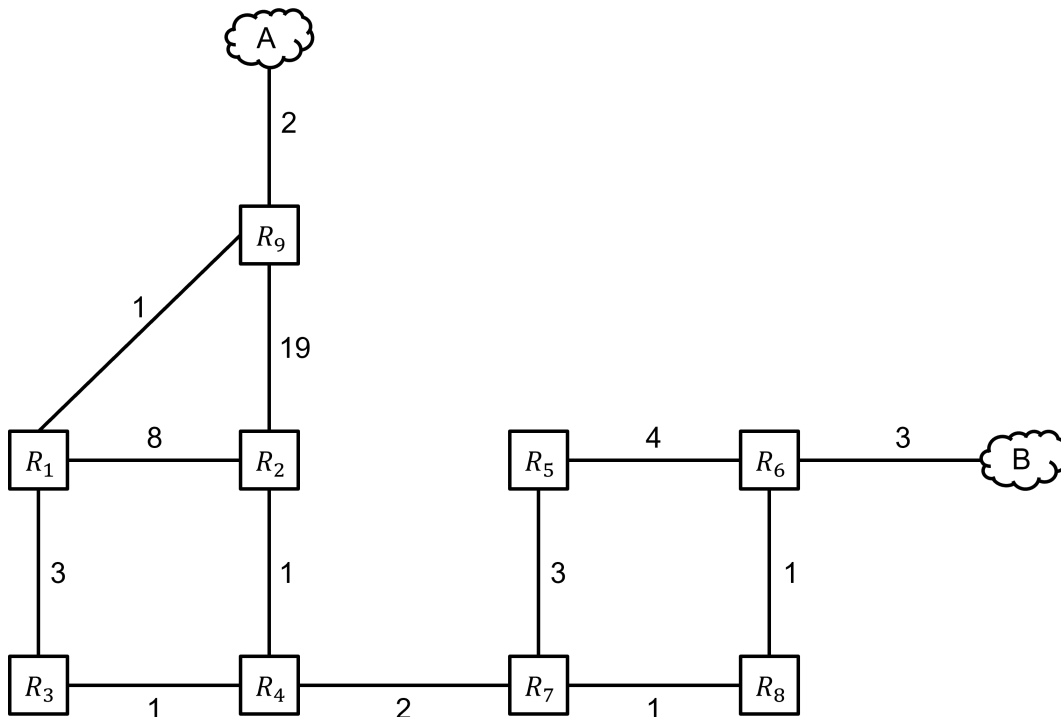 A
2
R₉
1
19
R₁ 8 R₂ R₅ 4 R₆ 3 B
3 1 3 1
R₃ 1 R₄ 2 R₇ 1 R₈